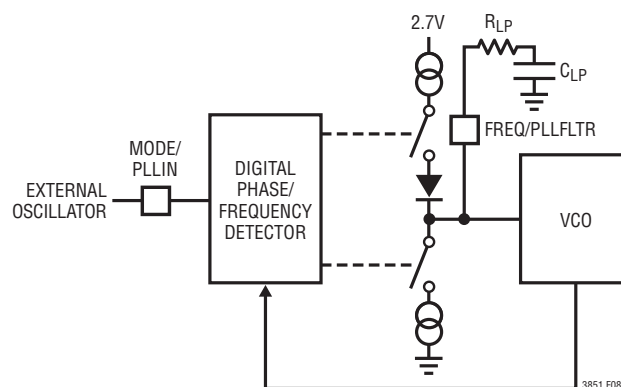 2.7V
RLP
CLP
FREQ/PLLFLTR
MODE/
PLLIN
EXTERNAL
OSCILLATOR
DIGITAL
PHASE/
FREQUENCY
DETECTOR
VCO
3851 F08